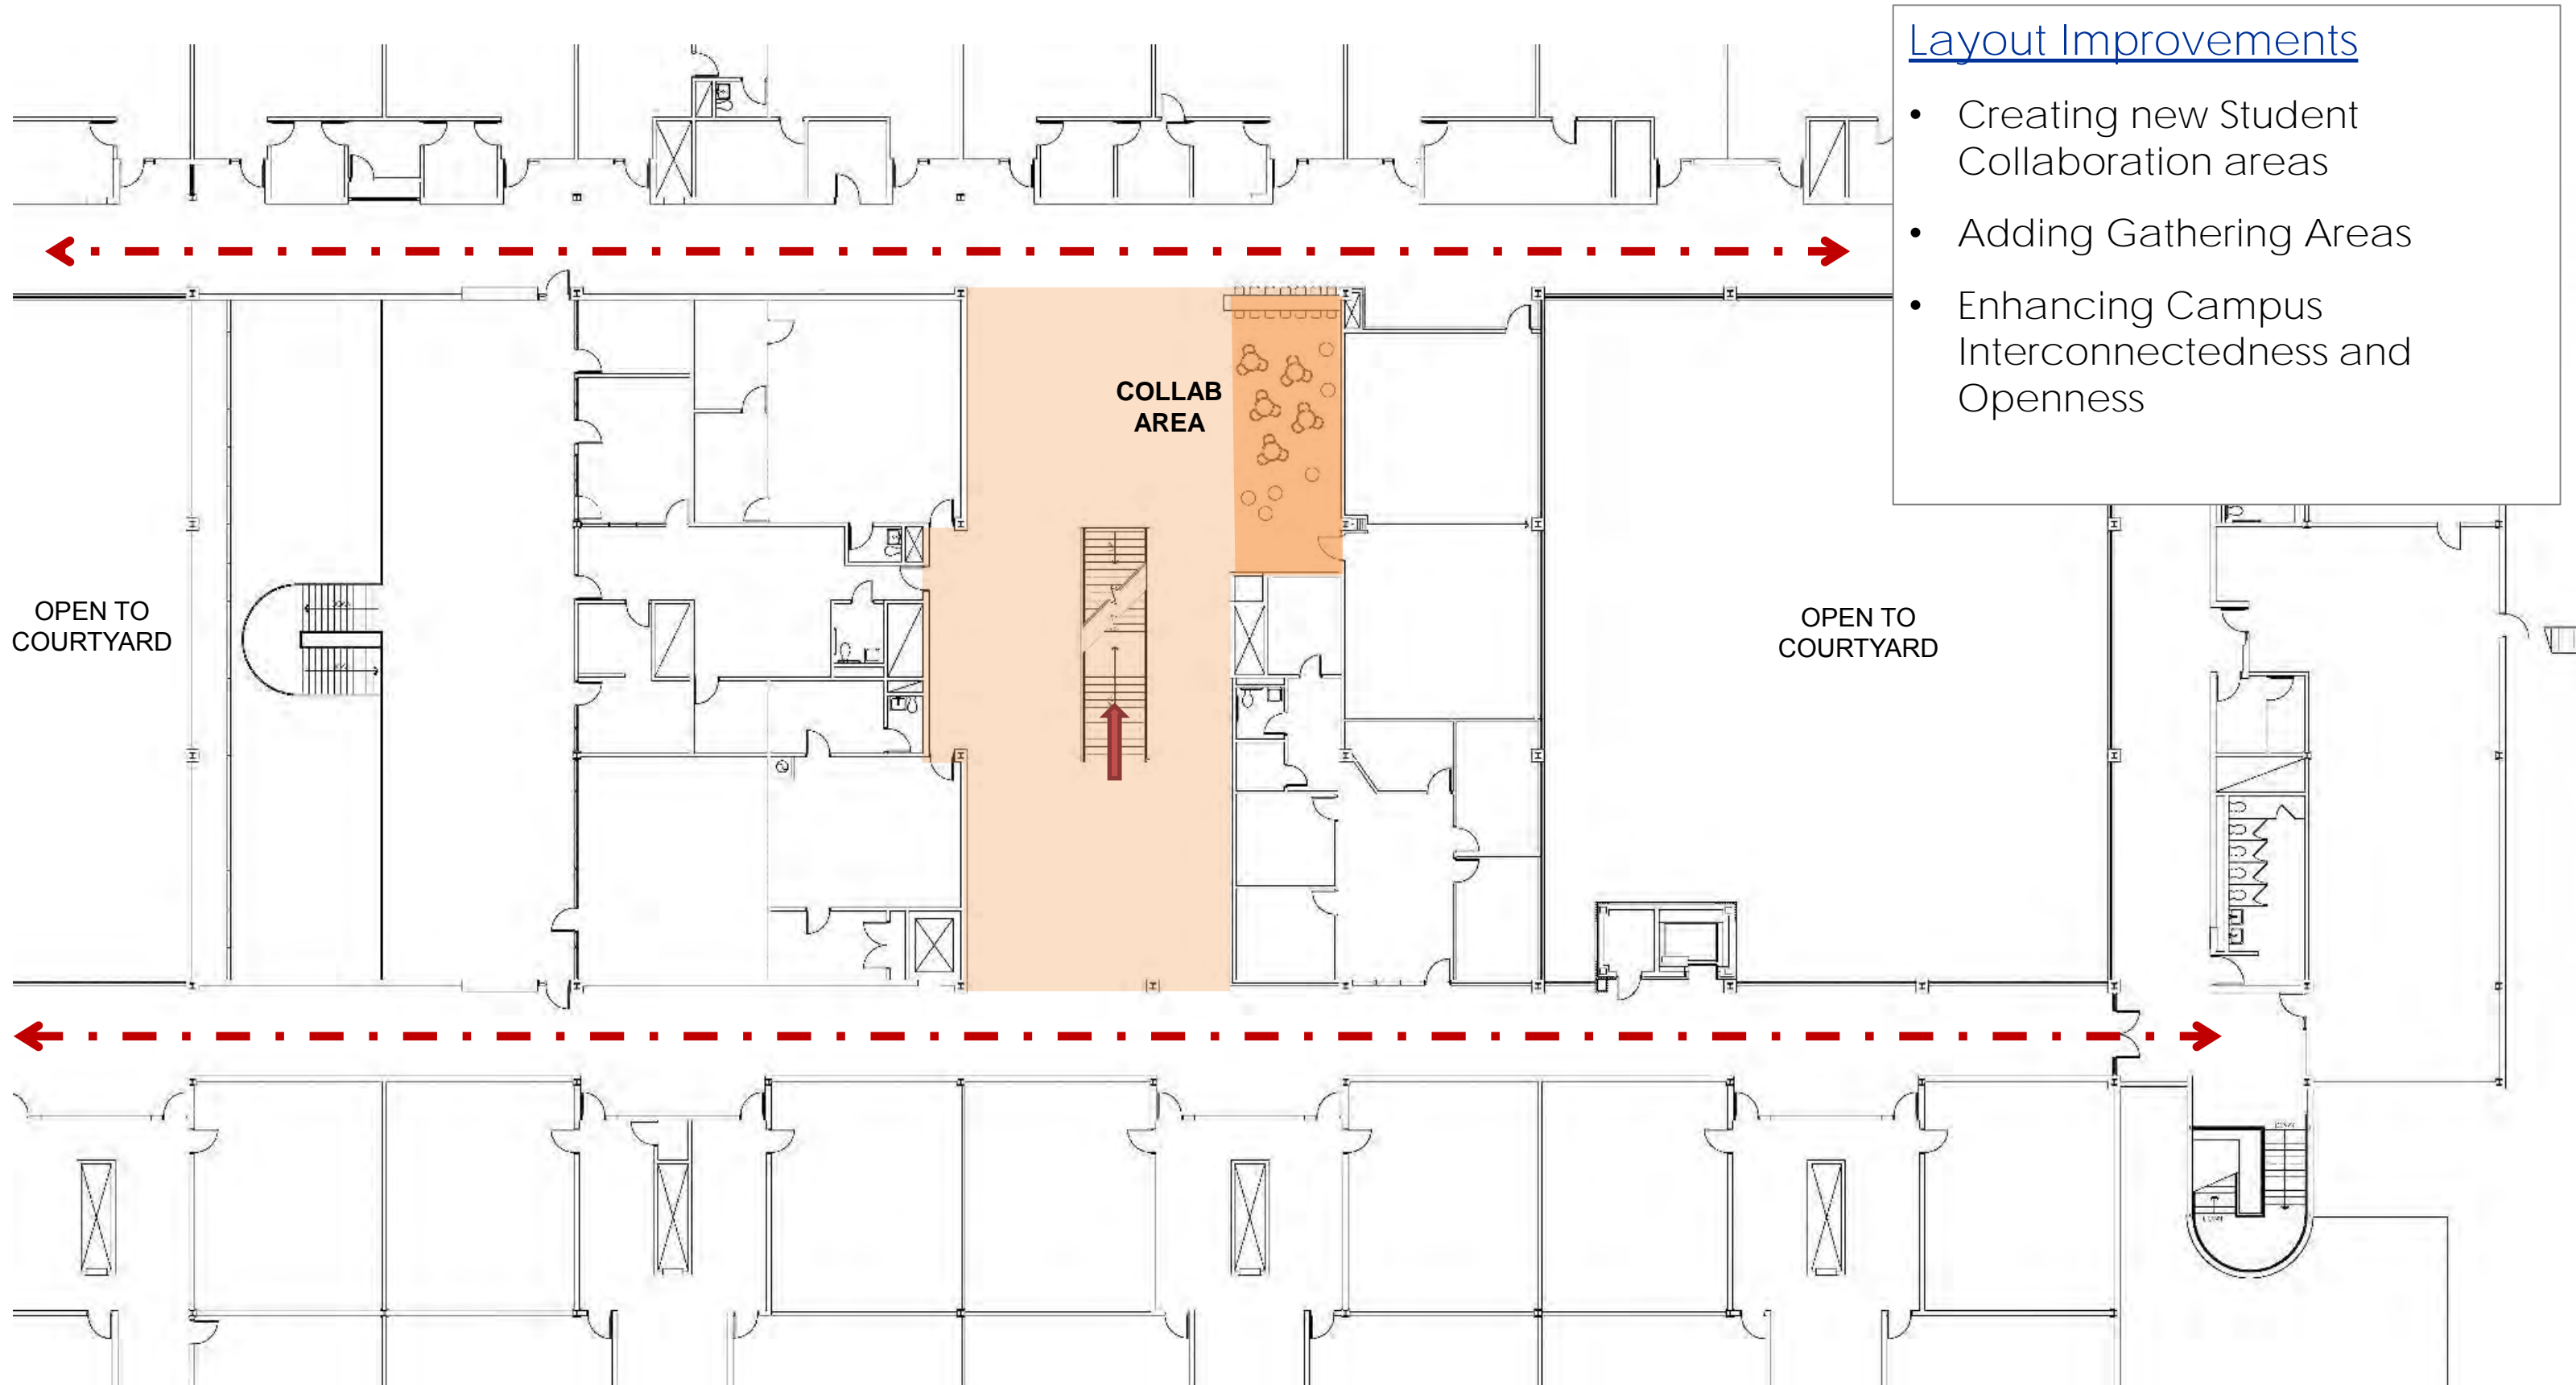 Layout Improvements
• Creating new Student
Collaboration areas
• Adding Gathering Areas
• Enhancing Campus
Interconnectedness and
Openness
COLLAB
AREA
OPEN TO
COURTYARD
OPEN TO
COURTYARD